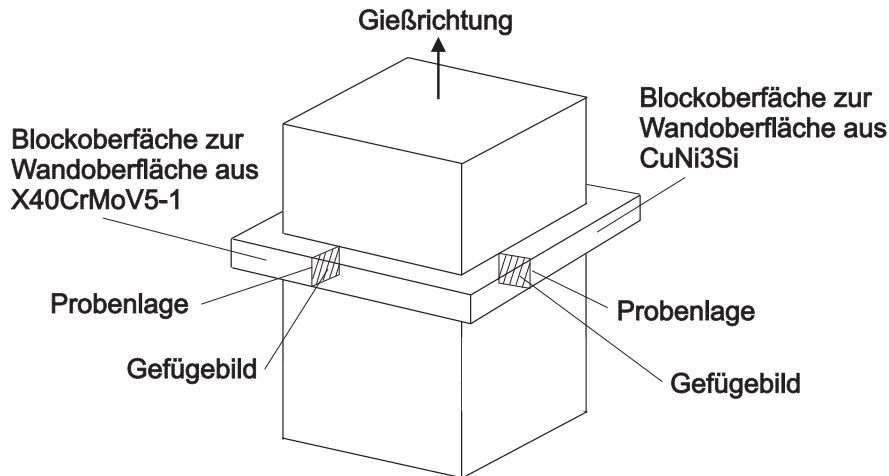 Gießrichtung
Blockoberfäche zur
Wandoberfläche aus
X40CrMoV5-1
Blockoberfäche zur
Wandoberfläche aus
CuNi3Si
Probenlage
Gefügebild
Probenlage
Gefügebild